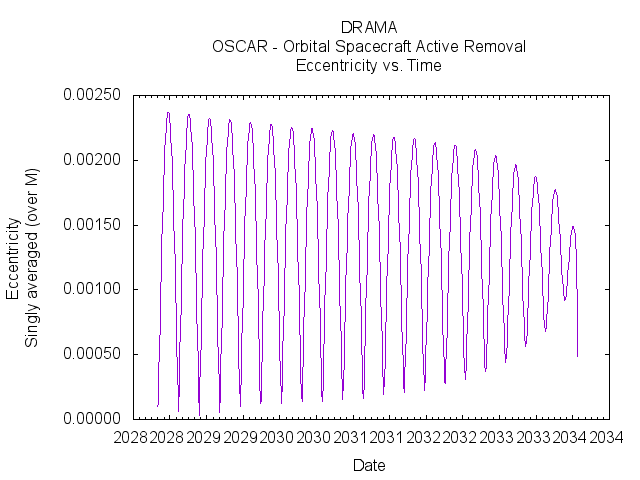 DRAMA
OSCAR - Orbital Spacecraft Active Removal
Eccentricity vs. Time
0.00250
0.00200
0.00150
0.00100
0.00050
0.00000
Eccentricity
Singly averaged (over M)
2028 2028 2029 2029 2030 2030 2031 2031 2032 2032 2033 2033 2034 2034
Date